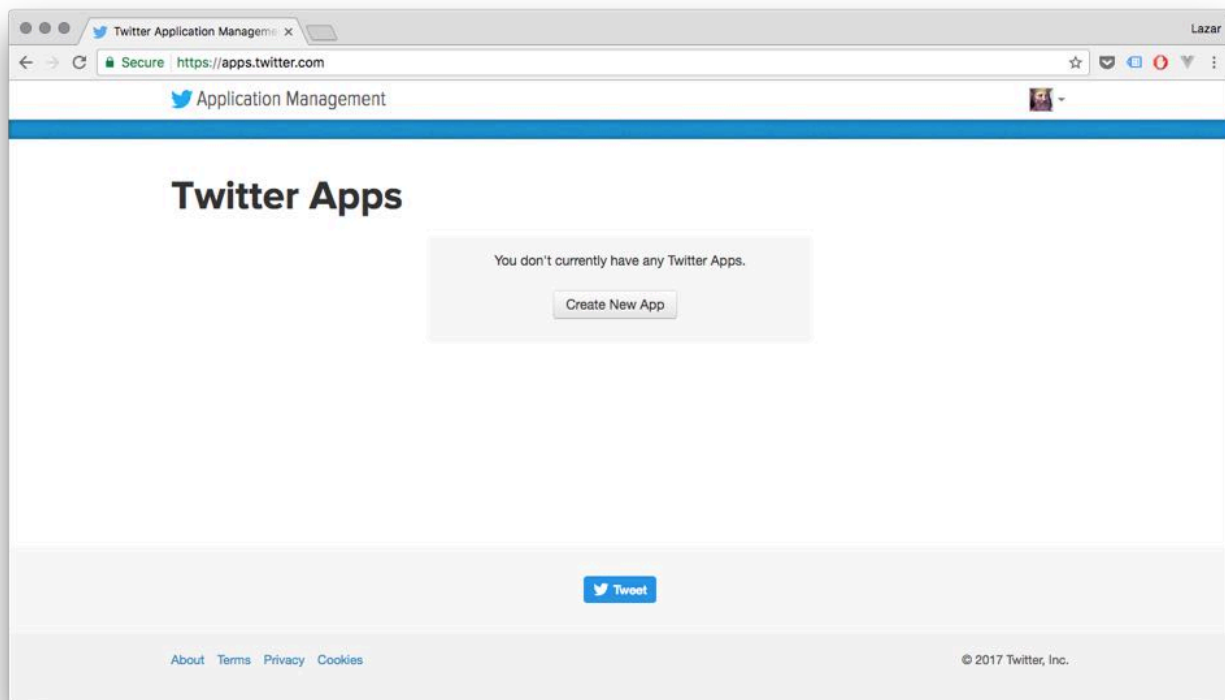 Twitter Application Manageme
Lazar
Secure https://apps.twitter.com
Application Management
Twitter Apps
You don't currently have any Twitter Apps.
Create New App
Tweet
About Terms Privacy Cookies
© 2017 Twitter, Inc.